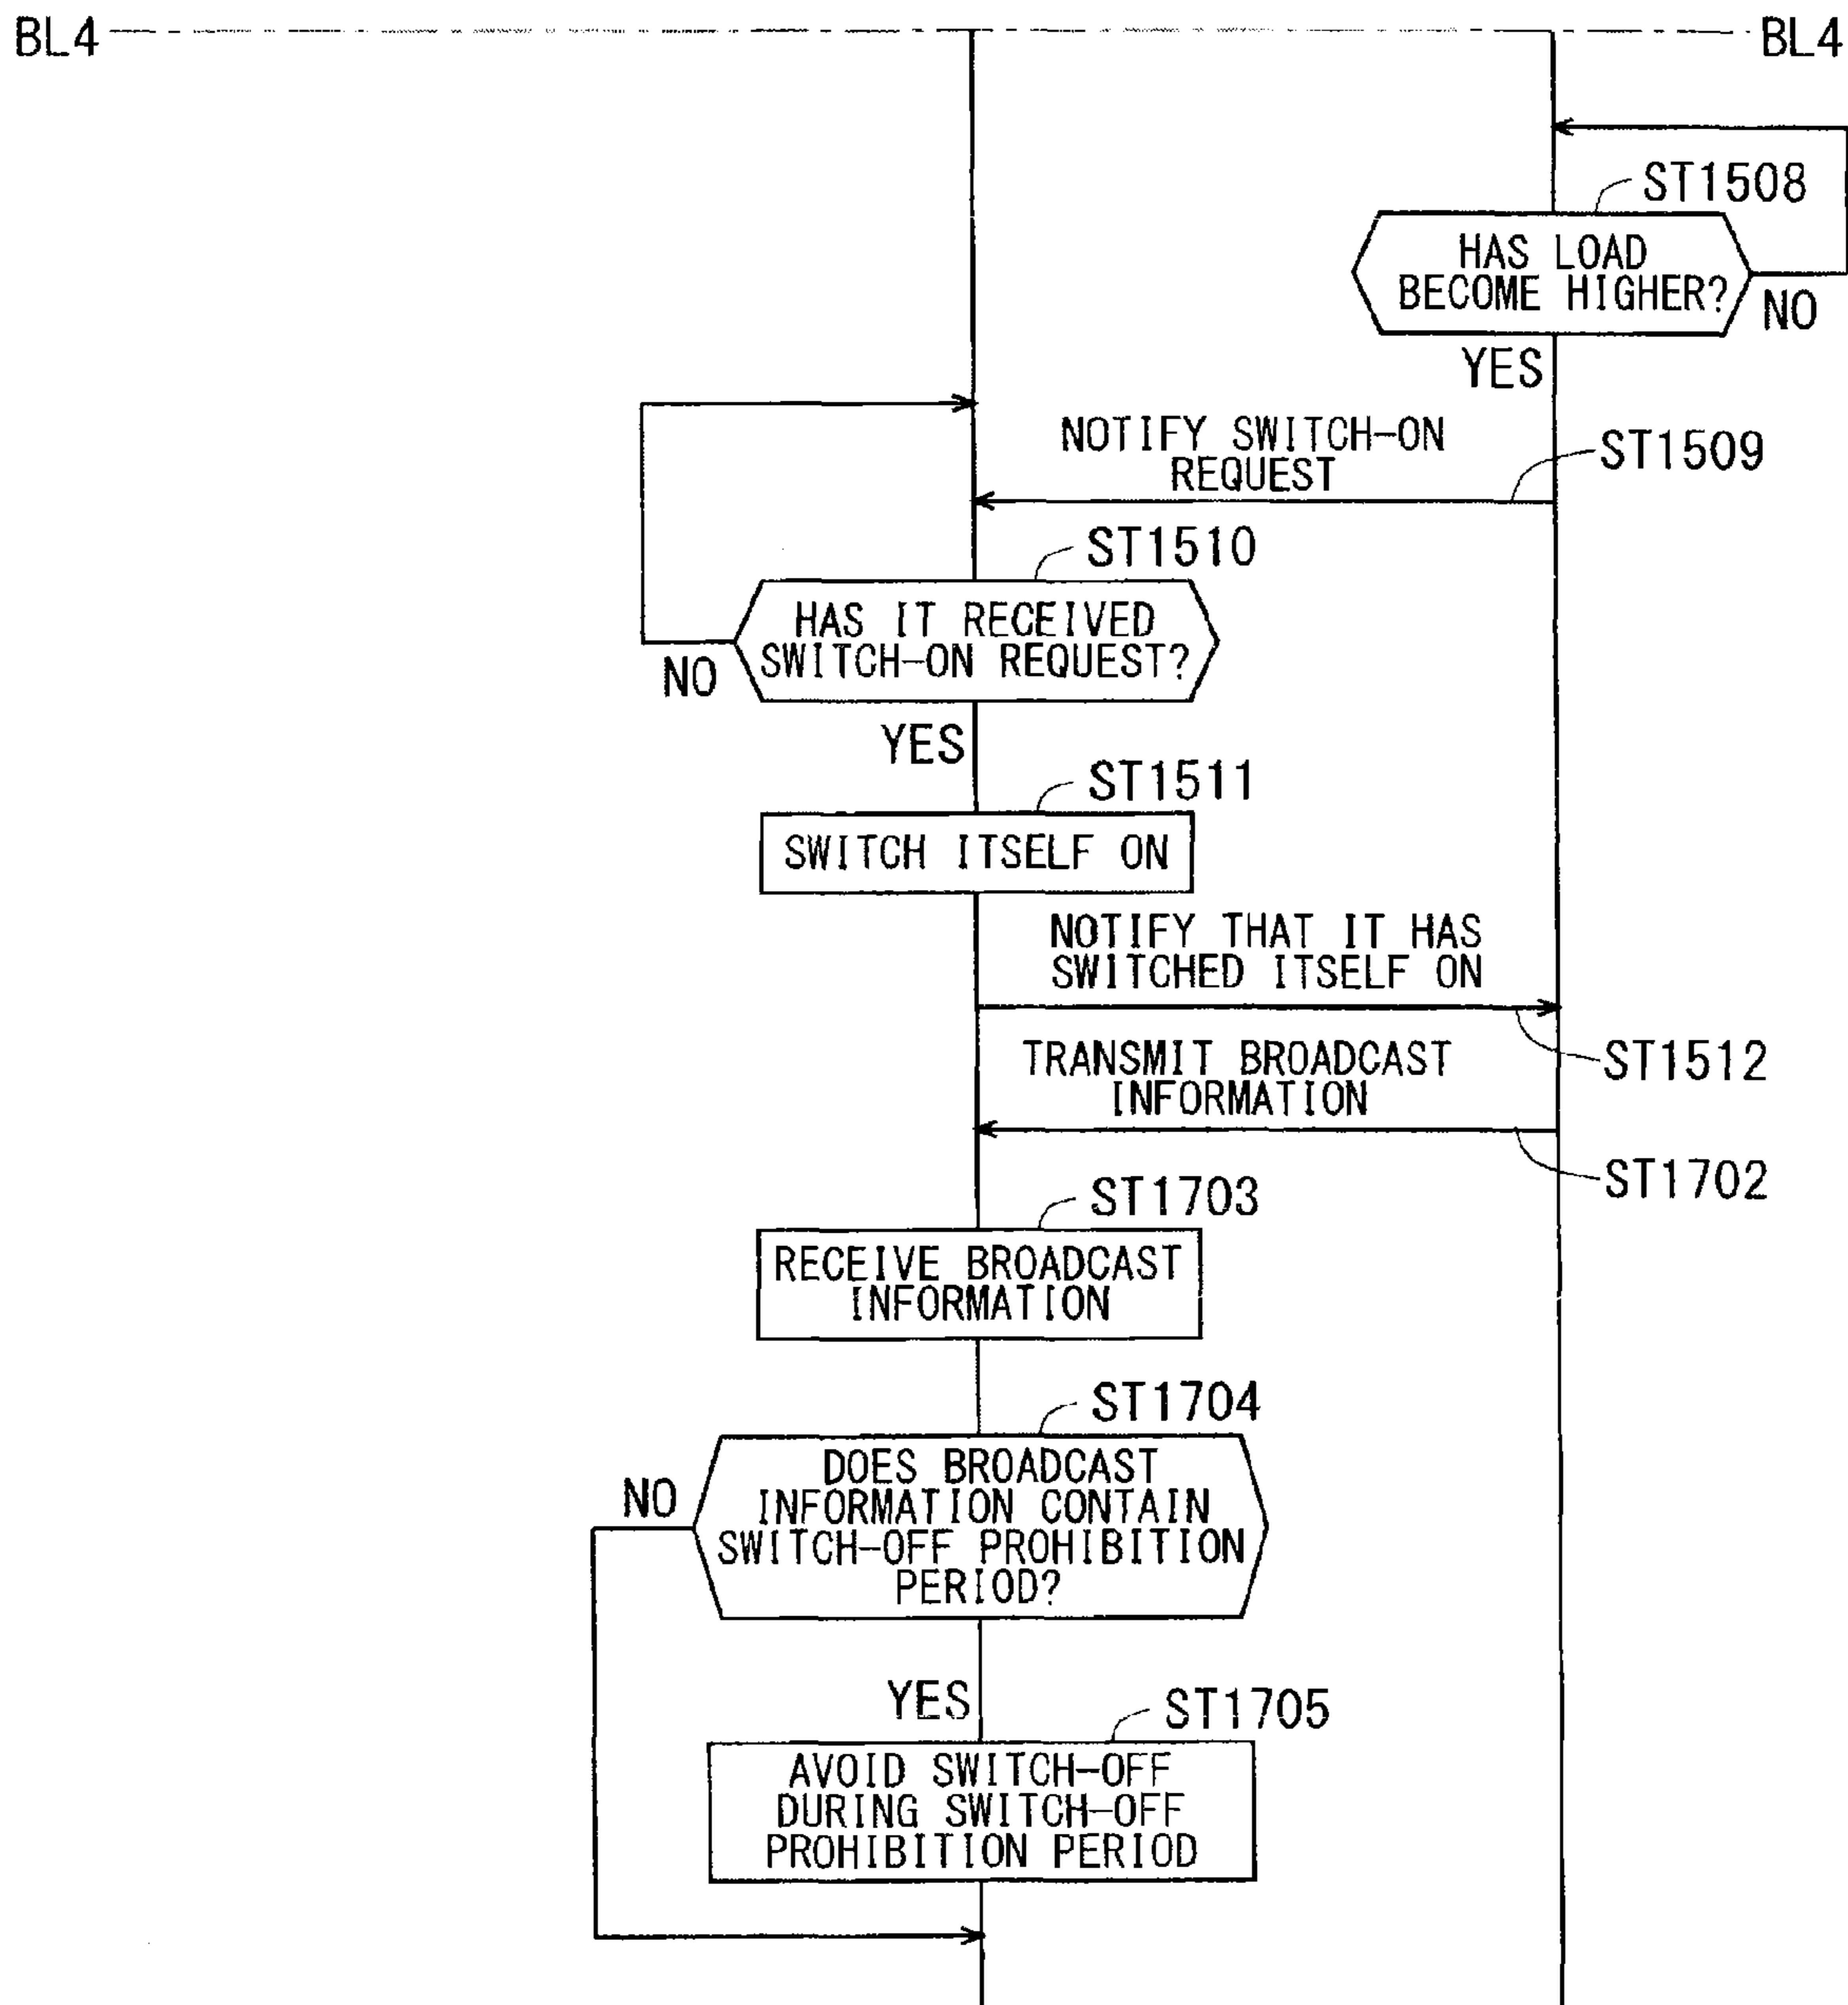 BL4
BL4
ST1508
HAS LOAD
BECOME HIGHER?
NO
YES
NOTIFY SWITCH-ON
REQUEST
ST1509
ST1510
HAS IT RECEIVED
SWITCH-ON REQUEST?
NO
YES
ST1511
SWITCH ITSELF ON
NOTIFY THAT IT HAS
SWITCHED ITSELF ON
ST1512
TRANSMIT BROADCAST
INFORMATION
ST1702
ST1703
RECEIVE BROADCAST
INFORMATION
ST1704
DOES BROADCAST
INFORMATION CONTAIN
SWITCH-OFF PROHIBITION
PERIOD?
NO
YES
ST1705
AVOID SWITCH-OFF
DURING SWITCH-OFF
PROHIBITION PERIOD